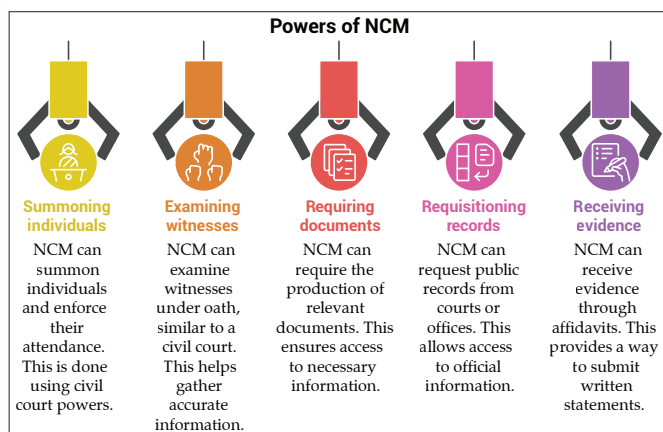 Powers of NCM
Summoning
individuals
NCM can
summon
individuals
and enforce
their
attendance.
This is done
using civil
court powers.
Examining
witnesses
NCM can
examine
witnesses
under oath,
similar to a
civil court.
This helps
gather
accurate
information.
Requiring
documents
NCM can
require the
production of
relevant
documents. This
ensures access
to necessary
information.
Requisitioning
records
NCM can
request public
records from
courts or
offices. This
allows access
to official
information.
Receiving
evidence
NCM can
receive
evidence
through
affidavits. This
provides a way
to submit
written
statements.